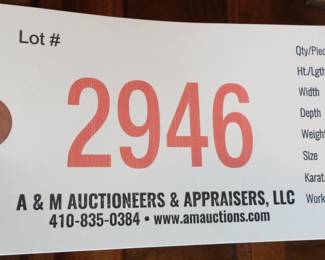 Lot #
2946
A & M AUCTIONEERS & APPRAISERS, LLC
410-835-0384 • www.amauctions.com
Qty/Piec
Ht./Lgth
Width
Depth
Weight
Size
Karat
Work